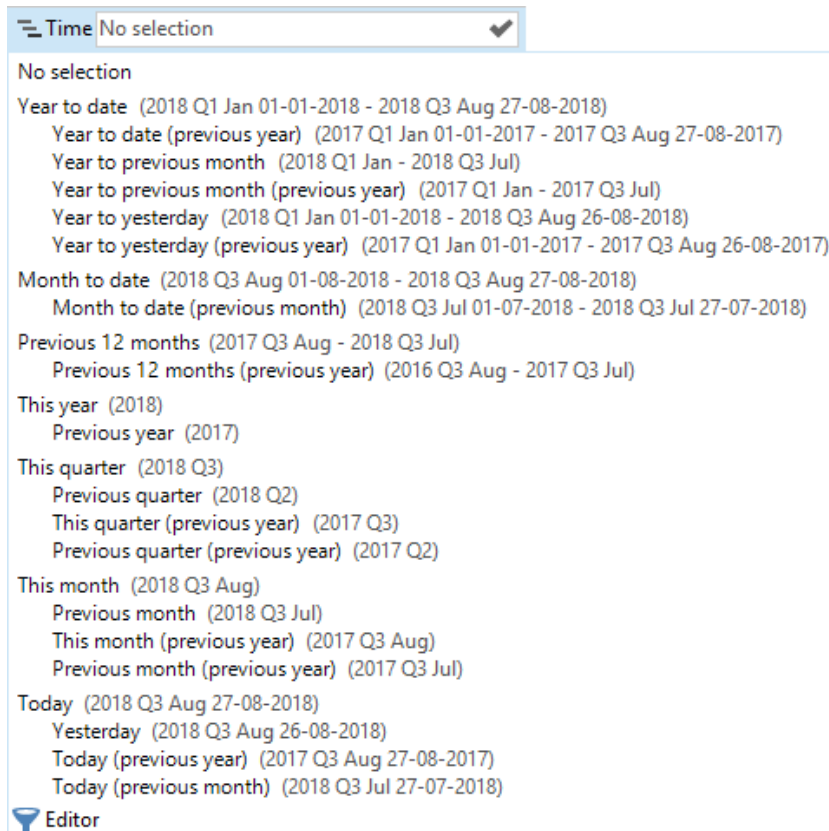 Time No selection
No selection
Year to date (2018 Q1 Jan 01-01-2018 - 2018 Q3 Aug 27-08-2018)
Year to date (previous year) (2017 Q1 Jan 01-01-2017 - 2017 Q3 Aug 27-08-2017)
Year to previous month (2018 Q1 Jan - 2018 Q3 Jul)
Year to previous month (previous year) (2017 Q1 Jan - 2017 Q3 Jul)
Year to yesterday (2018 Q1 Jan 01-01-2018 - 2018 Q3 Aug 26-08-2018)
Year to yesterday (previous year) (2017 Q1 Jan 01-01-2017 - 2017 Q3 Aug 26-08-2017)
Month to date (2018 Q3 Aug 01-08-2018 - 2018 Q3 Aug 27-08-2018)
Month to date (previous month) (2018 Q3 Jul 01-07-2018 - 2018 Q3 Jul 27-07-2018)
Previous 12 months (2017 Q3 Aug - 2018 Q3 Jul)
Previous 12 months (previous year) (2016 Q3 Aug - 2017 Q3 Jul)
This year (2018)
Previous year (2017)
This quarter (2018 Q3)
Previous quarter (2018 Q2)
This quarter (previous year) (2017 Q3)
Previous quarter (previous year) (2017 Q2)
This month (2018 Q3 Aug)
Previous month (2018 Q3 Jul)
This month (previous year) (2017 Q3 Aug)
Previous month (previous year) (2017 Q3 Jul)
Today (2018 Q3 Aug 27-08-2018)
Yesterday (2018 Q3 Aug 26-08-2018)
Today (previous year) (2017 Q3 Aug 27-08-2017)
Today (previous month) (2018 Q3 Jul 27-07-2018)
Editor